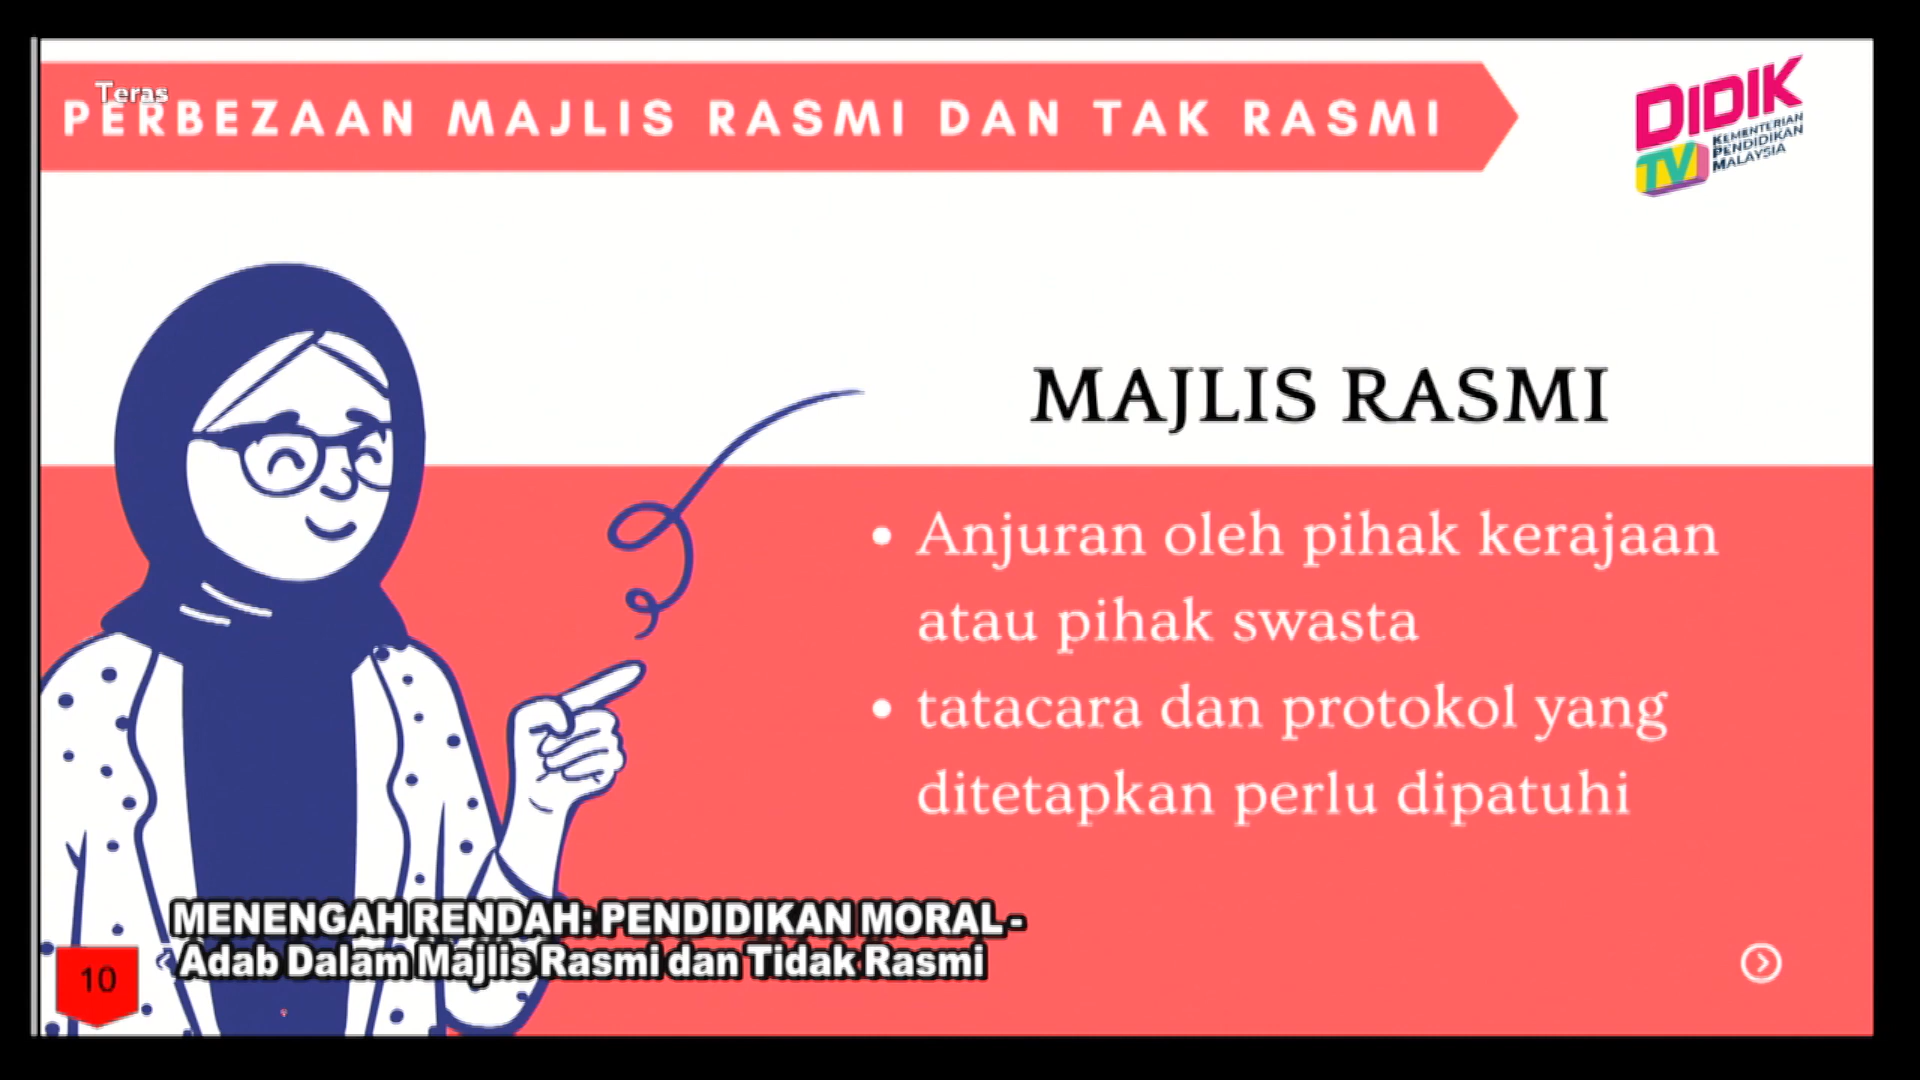 Teras
PERBEZAAN MAJLIS RASMI DAN TAK RASMI
DIDIK
TV
KEMENTERIAN
PENDIDIKAN
MALAYSIA
MAJLIS RASMI
• Anjuran oleh pihak kerajaan
atau pihak swasta
• tatacara dan protokol yang
ditetapkan perlu dipatuhi
MENENGAH RENDAH: PENDIDIKAN MORAL -
Adab Dalam Majlis Rasmi dan Tidak Rasmi
10